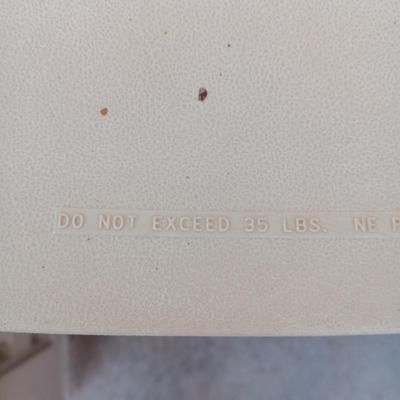 DO NOT EXCEED 35 LBS. NE